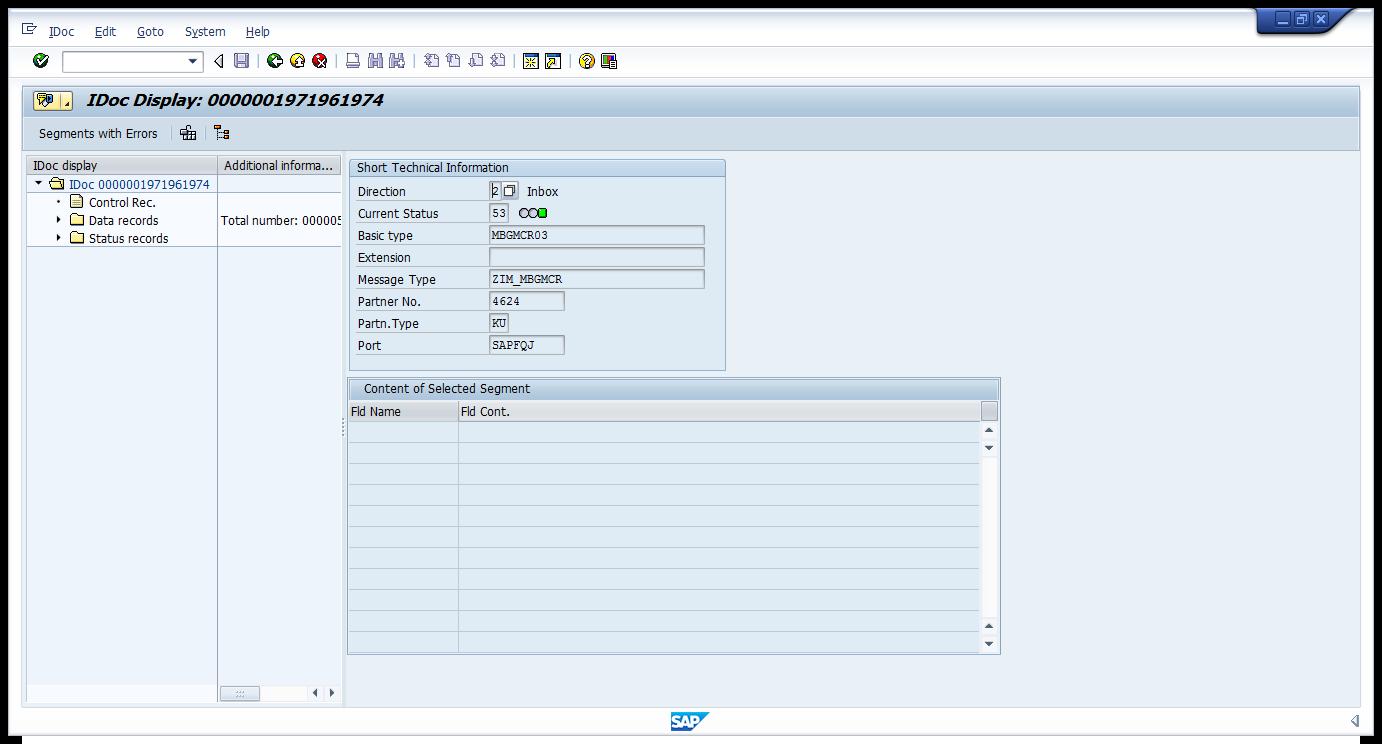 IDoc Edit Goto System Help
IDoc Display: 0000001971961974
Segments with Errors
IDoc display Additional informa...
IDoc 0000001971961974
Control Rec.
Data records Total number: 000005
Status records
Short Technical Information
Direction 2 Inbox
Current Status 53
Basic type MBGMCR03
Extension
Message Type ZIM_MBGMCR
Partner No. 4624
Partn.Type KU
Port SAPFQJ
Content of Selected Segment
Fld Name Fld Cont.
SAP